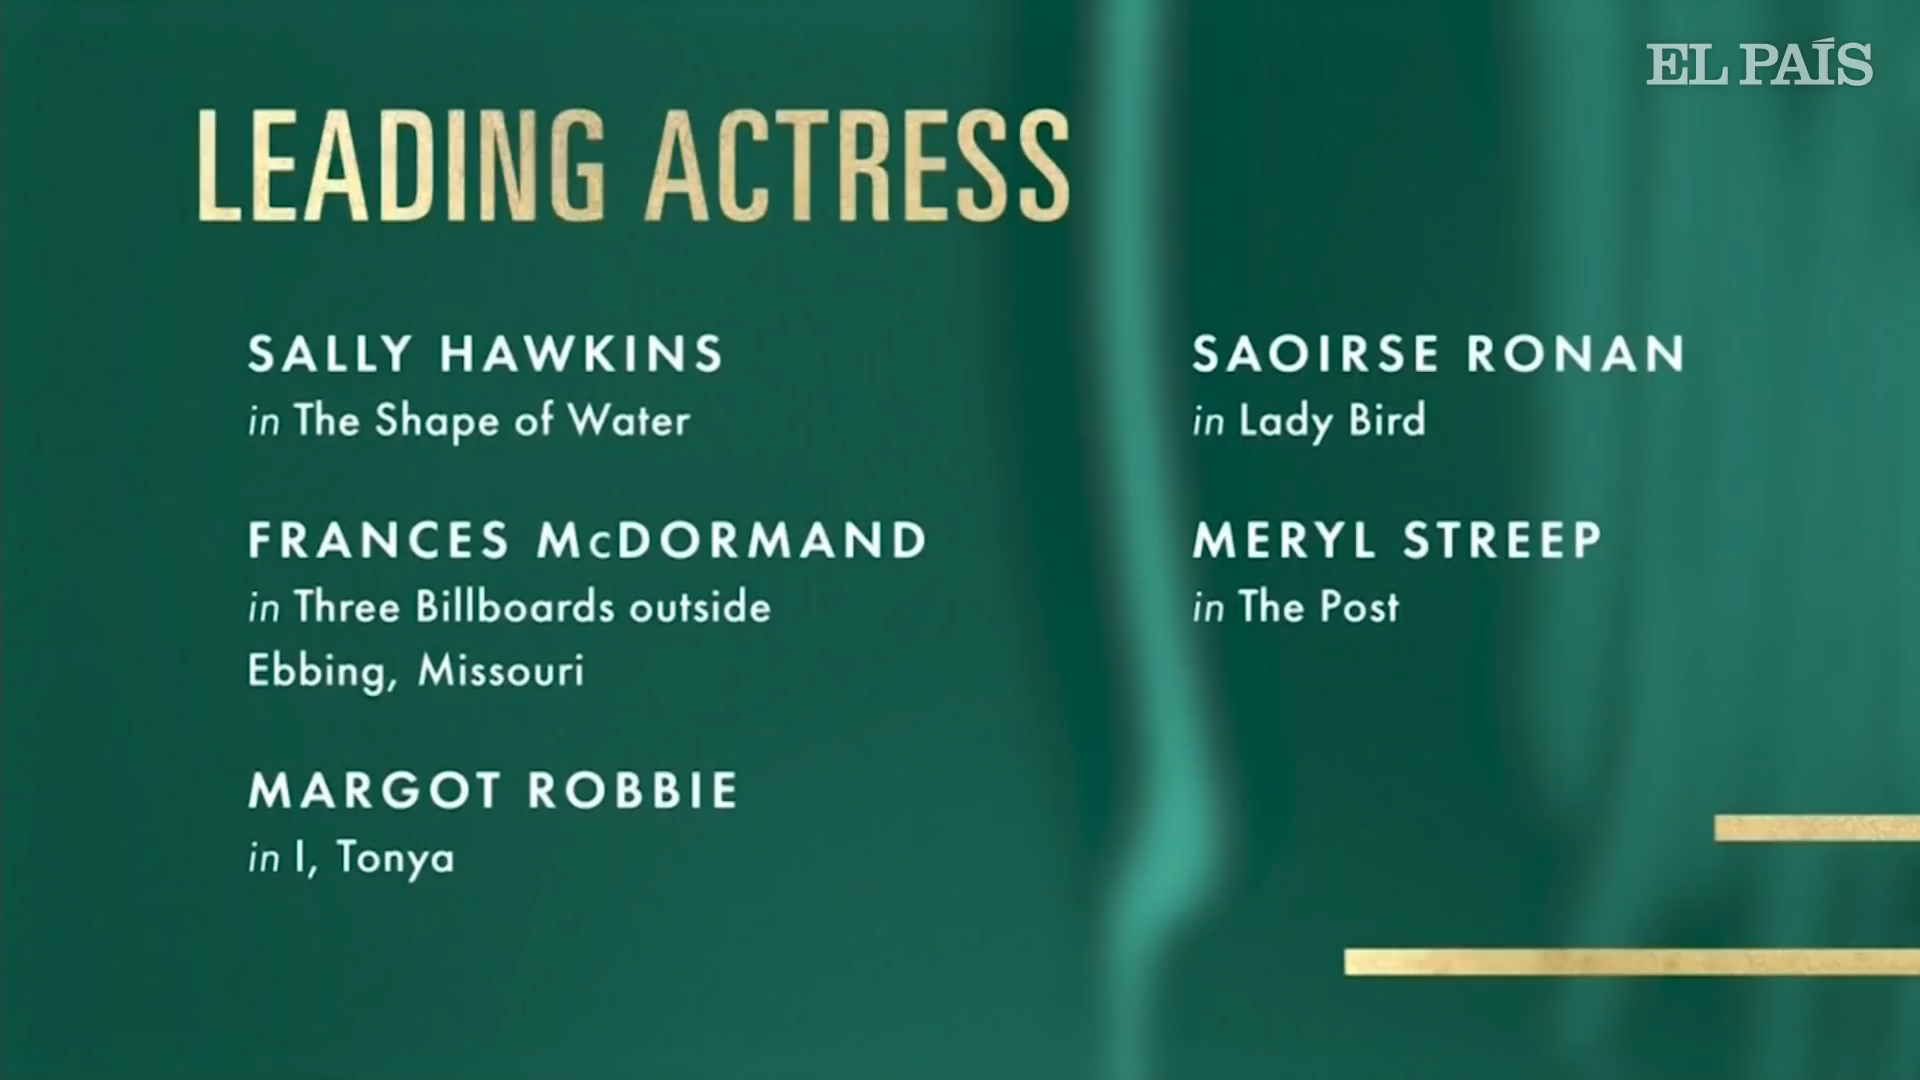 EL PAÍS
LEADING ACTRESS
SALLY HAWKINS
in The Shape of Water
FRANCES McDORMAND
in Three Billboards outside
Ebbing, Missouri
MARGOT ROBBIE
in I, Tonya
SAOIRSE RONAN
in Lady Bird
MERYL STREEP
in The Post